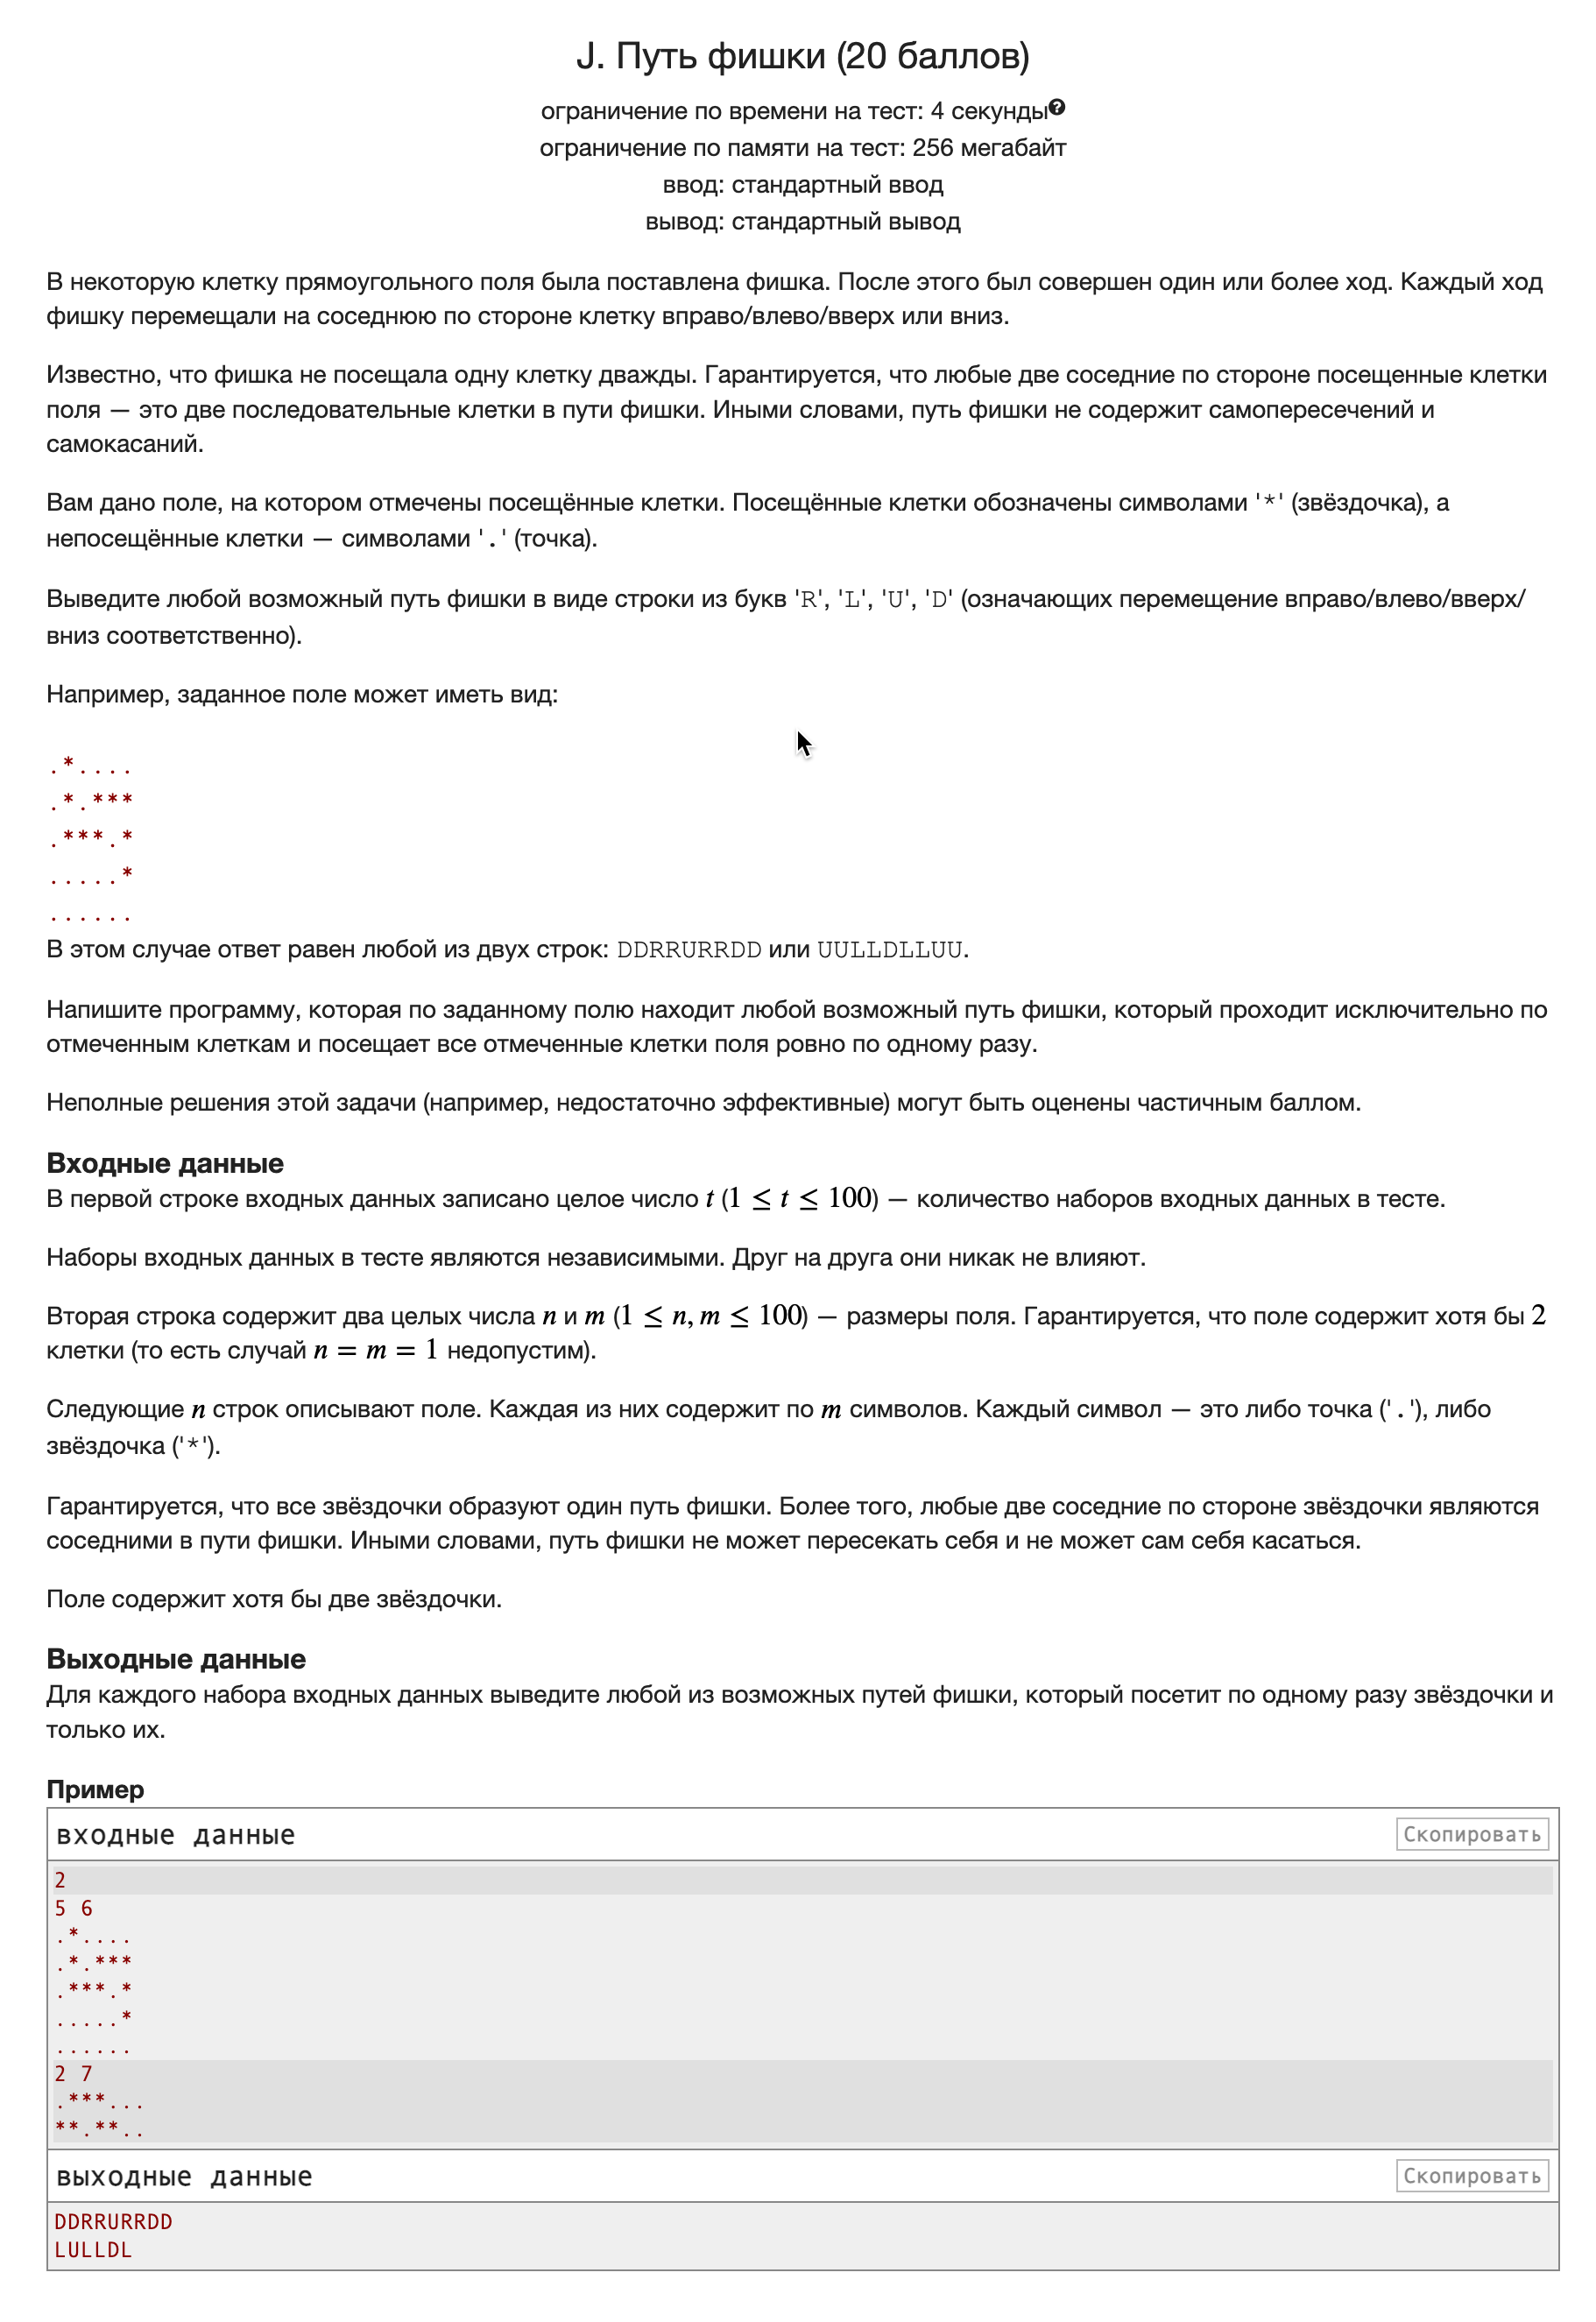 J. Путь фишки (20 баллов)
ограничение по времени на тест: 4 секунды?
ограничение по памяти на тест: 256 мегабайт
ввод: стандартный ввод
вывод: стандартный вывод
В некоторую клетку прямоугольного поля была поставлена фишка. После этого был совершен один или более ход. Каждый ход
фишку перемещали на соседнюю по стороне клетку вправо/влево/вверх или вниз.
Известно, что фишка не посещала одну клетку дважды. Гарантируется, что любые две соседние по стороне посещенные клетки
поля — это две последовательные клетки в пути фишки. Иными словами, путь фишки не содержит самопересечений и
самокасаний.
Вам дано поле, на котором отмечены посещённые клетки. Посещённые клетки обозначены символами '*' (звёздочка), а
непосещённые клетки — символами '.' (точка).
Выведите любой возможный путь фишки в виде строки из букв 'R', 'L', 'U', 'D' (означающих перемещение вправо/влево/вверх/
вниз соответственно).
Например, заданное поле может иметь вид:
.*....
.*.***
.***.*
.....*
......
В этом случае ответ равен любой из двух строк: DDRRURRDD или UULLDLLUU.
Напишите программу, которая по заданному полю находит любой возможный путь фишки, который проходит исключительно по
отмеченным клеткам и посещает все отмеченные клетки поля ровно по одному разу.
Неполные решения этой задачи (например, недостаточно эффективные) могут быть оценены частичным баллом.
Входные данные
В первой строке входных данных записано целое число t (1 ≤ t ≤ 100) — количество наборов входных данных в тесте.
Наборы входных данных в тесте являются независимыми. Друг на друга они никак не влияют.
Вторая строка содержит два целых числа n и m (1 ≤ n, m ≤ 100) — размеры поля. Гарантируется, что поле содержит хотя бы 2
клетки (то есть случай n = m = 1 недопустим).
Следующие n строк описывают поле. Каждая из них содержит по m символов. Каждый символ — это либо точка ('.'), либо
звёздочка ('*').
Гарантируется, что все звёздочки образуют один путь фишки. Более того, любые две соседние по стороне звёздочки являются
соседними в пути фишки. Иными словами, путь фишки не может пересекать себя и не может сам себя касаться.
Поле содержит хотя бы две звёздочки.
Выходные данные
Для каждого набора входных данных выведите любой из возможных путей фишки, который посетит по одному разу звёздочки и
только их.
Пример
входные данные
Скопировать
2
5 6
.*....
.*.***
.***.*
.....*
......
2 7
.***...
**.**..
выходные данные
Скопировать
DDRRURRDD
LULLDL